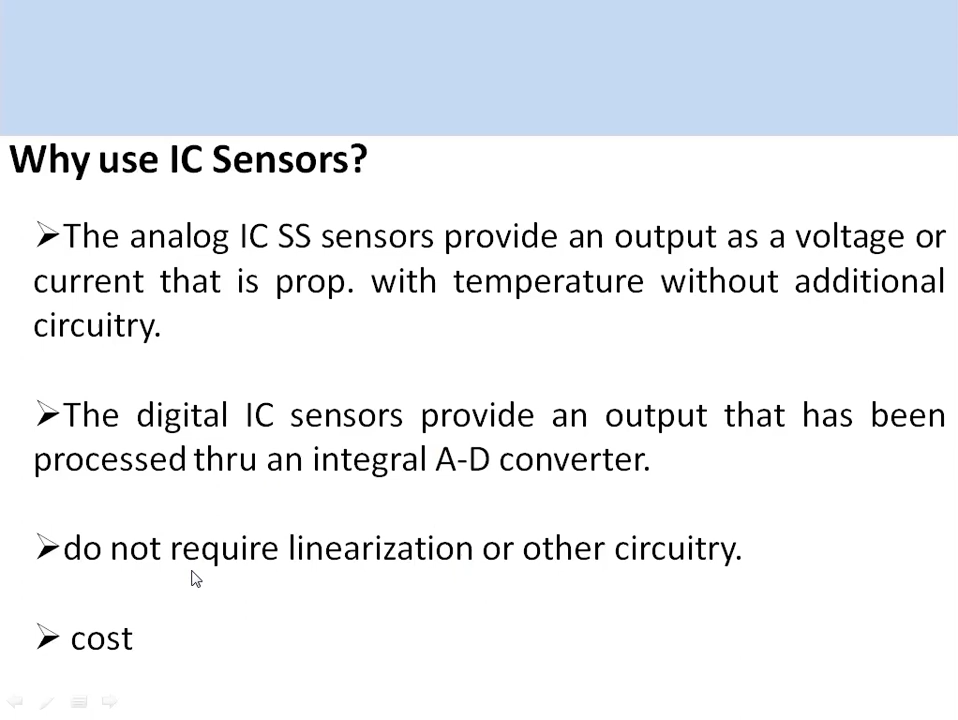 Why use IC Sensors?
➢The analog IC SS sensors provide an output as a voltage or
current that is prop. with temperature without additional
circuitry.
➢The digital IC sensors provide an output that has been
processed thru an integral A-D converter.
➢do not require linearization or other circuitry.
➢ cost